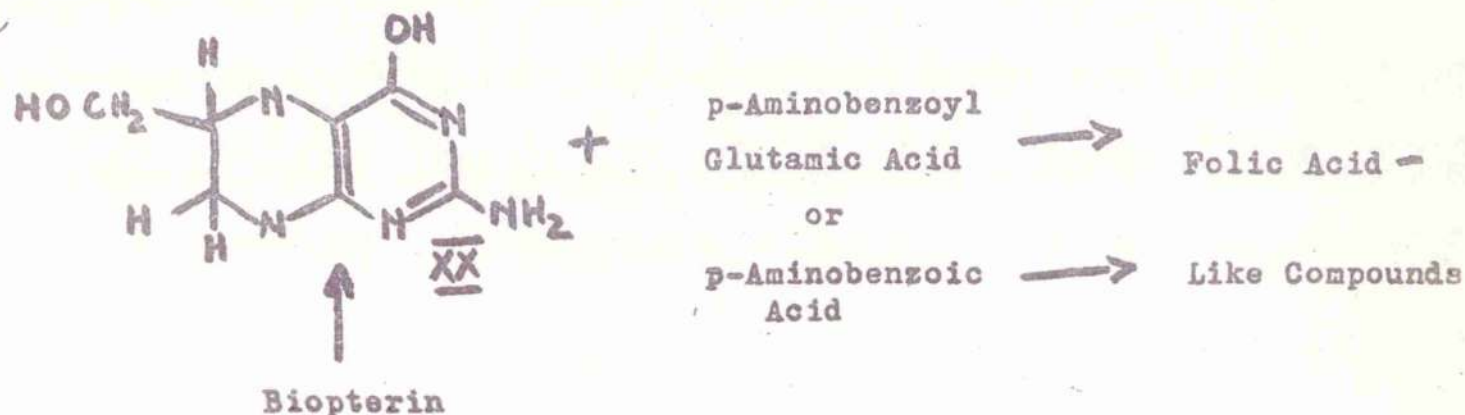 OH
H
HOCH2
N
N
+
p-Aminobenzoyl
Glutamic Acid
Folic Acid -
or
H
H
N
N
NH2
XX
p-Aminobenzoic
Acid
Like Compounds
Biopterin